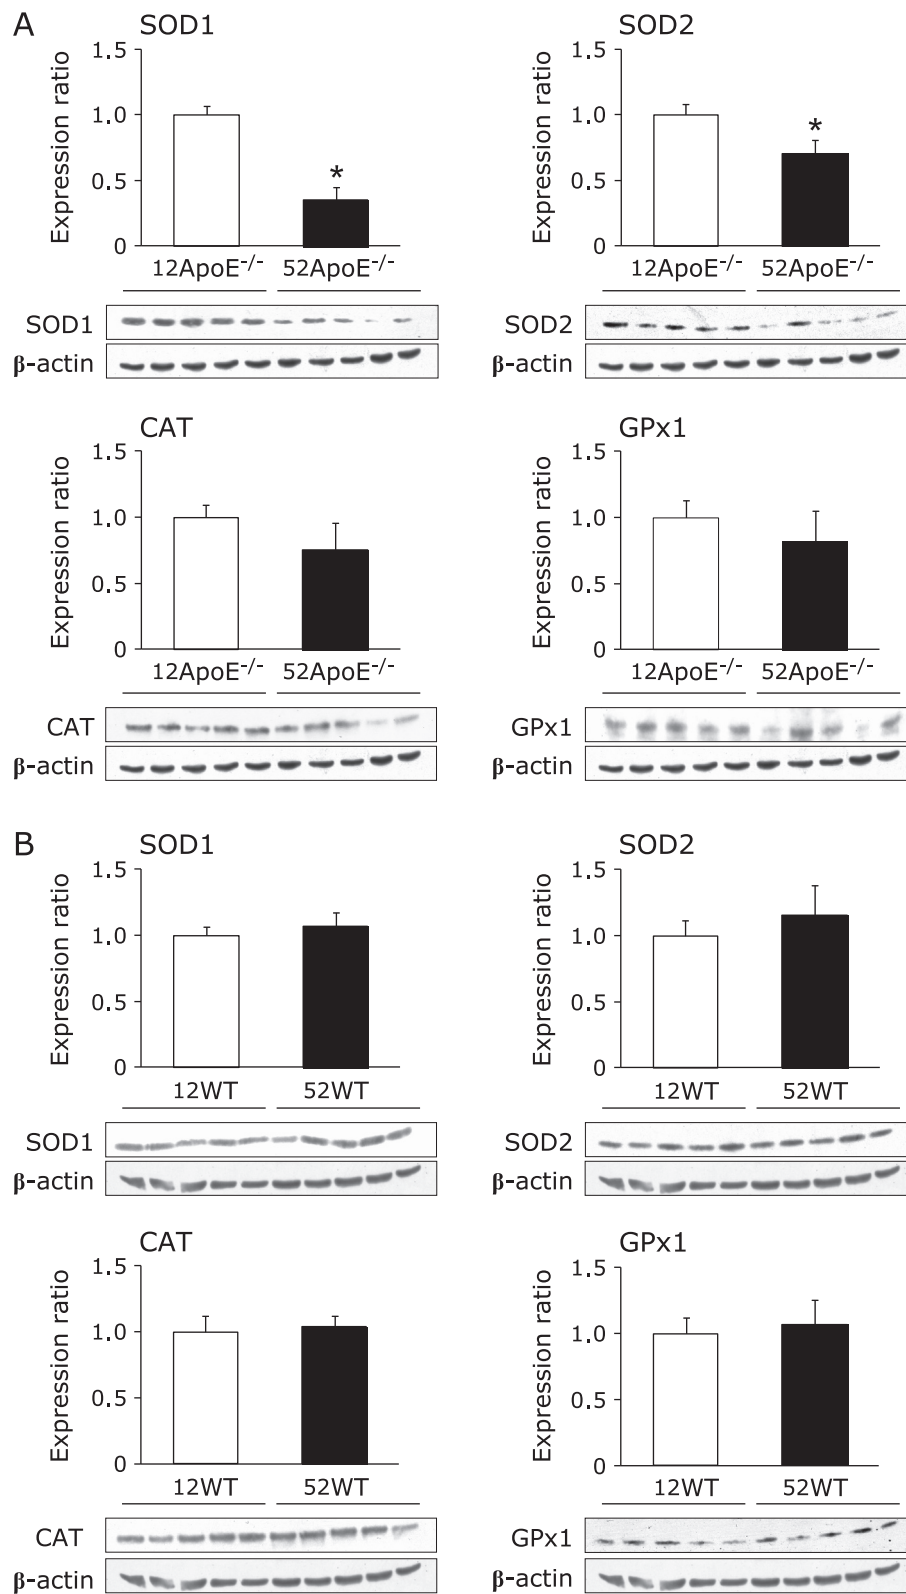 A
SOD1
Expression ratio
1.5
1.0
0.5
0
*
12ApoE-/-
52ApoE-/-
SOD1
β-actin
SOD2
Expression ratio
1.5
1.0
0.5
0
*
12ApoE-/-
52ApoE-/-
SOD2
β-actin
CAT
Expression ratio
1.5
1.0
0.5
0
12ApoE-/-
52ApoE-/-
CAT
β-actin
GPx1
Expression ratio
1.5
1.0
0.5
0
12ApoE-/-
52ApoE-/-
GPx1
β-actin
B
SOD1
Expression ratio
1.5
1.0
0.5
0
12WT
52WT
SOD1
β-actin
SOD2
Expression ratio
1.5
1.0
0.5
0
12WT
52WT
SOD2
β-actin
CAT
Expression ratio
1.5
1.0
0.5
0
12WT
52WT
CAT
β-actin
GPx1
Expression ratio
1.5
1.0
0.5
0
12WT
52WT
GPx1
β-actin